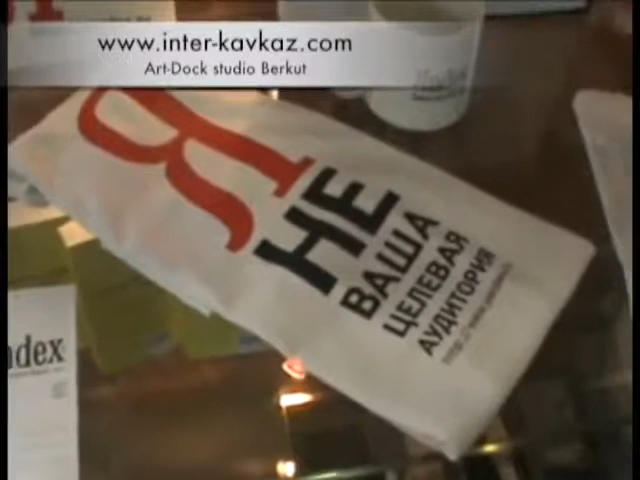 www.inter-kavkaz.com
Art-Dock studio Berkut
Я
НЕ
ВАША
ЦЕЛЕВАЯ
АУДИТОРИЯ
ndex